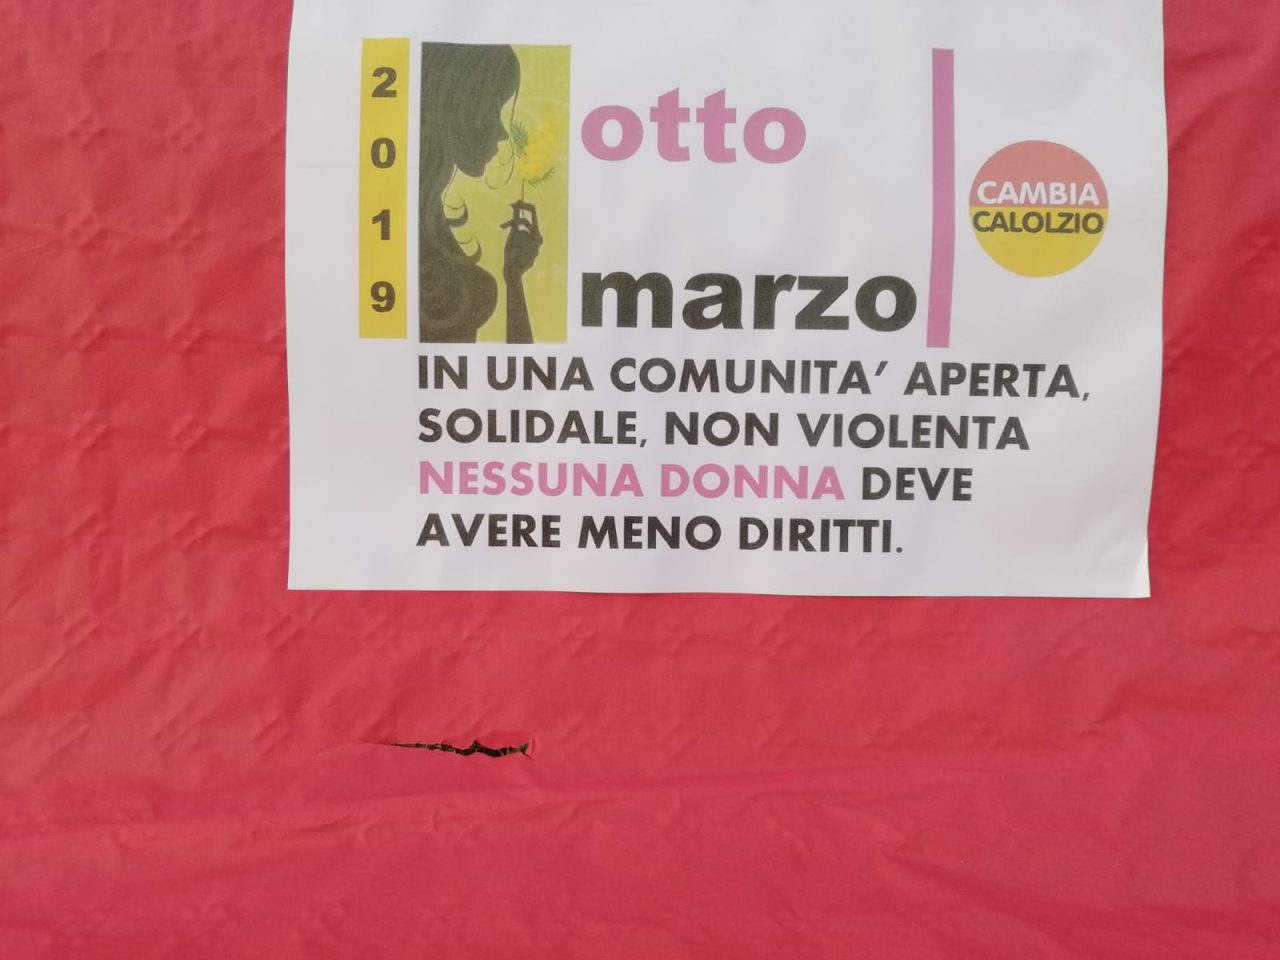 2019
otto
marzo
CAMBIA
CALOLZIO
IN UNA COMUNITA' APERTA,
SOLIDALE, NON VIOLENTA
NESSUNA DONNA DEVE
AVERE MENO DIRITTI.